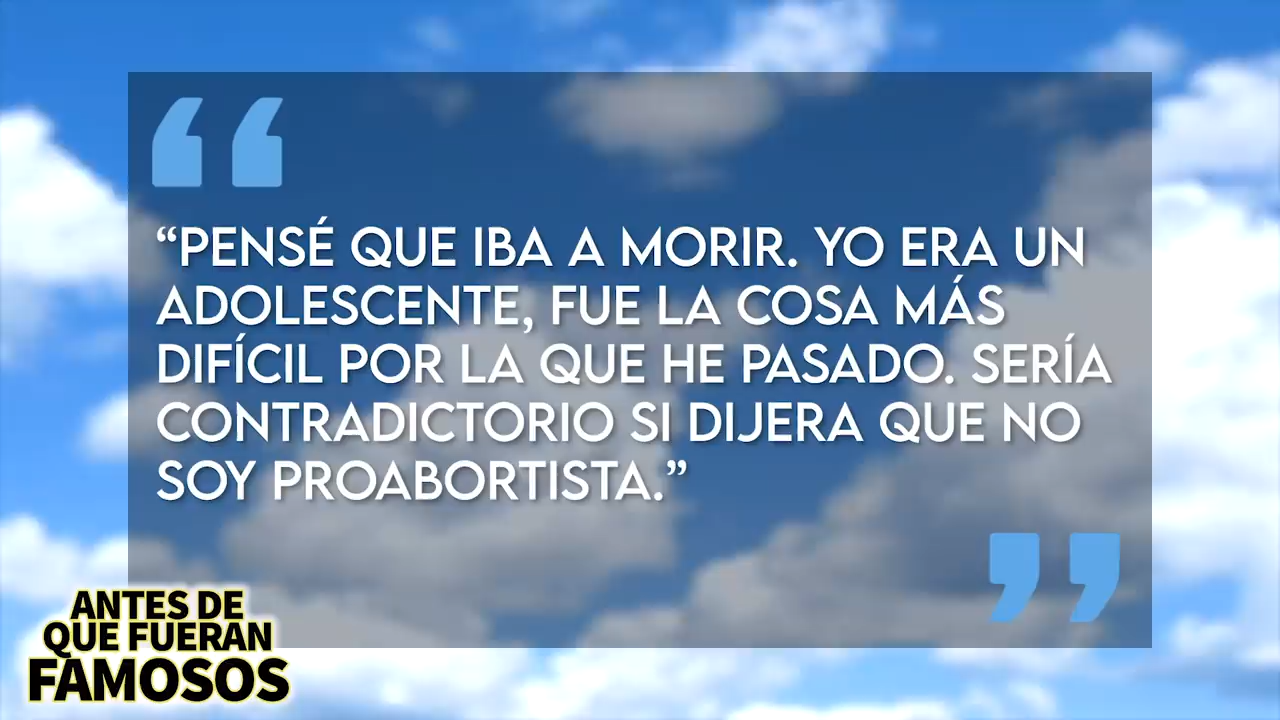 “PENSÉ QUE IBA A MORIR. YO ERA UN
ADOLESCENTE, FUE LA COSA MÁS
DIFÍCIL POR LA QUE HE PASADO. SERÍA
CONTRADICTORIO SI DIJERA QUE NO
SOY PROABORTISTA.”
ANTES DE
QUE FUERAN
FAMOSOS